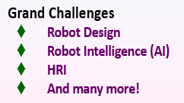 Grand Challenges
♦ Robot Design
♦ Robot Intelligence (AI)
♦ HRI
♦ And many more!